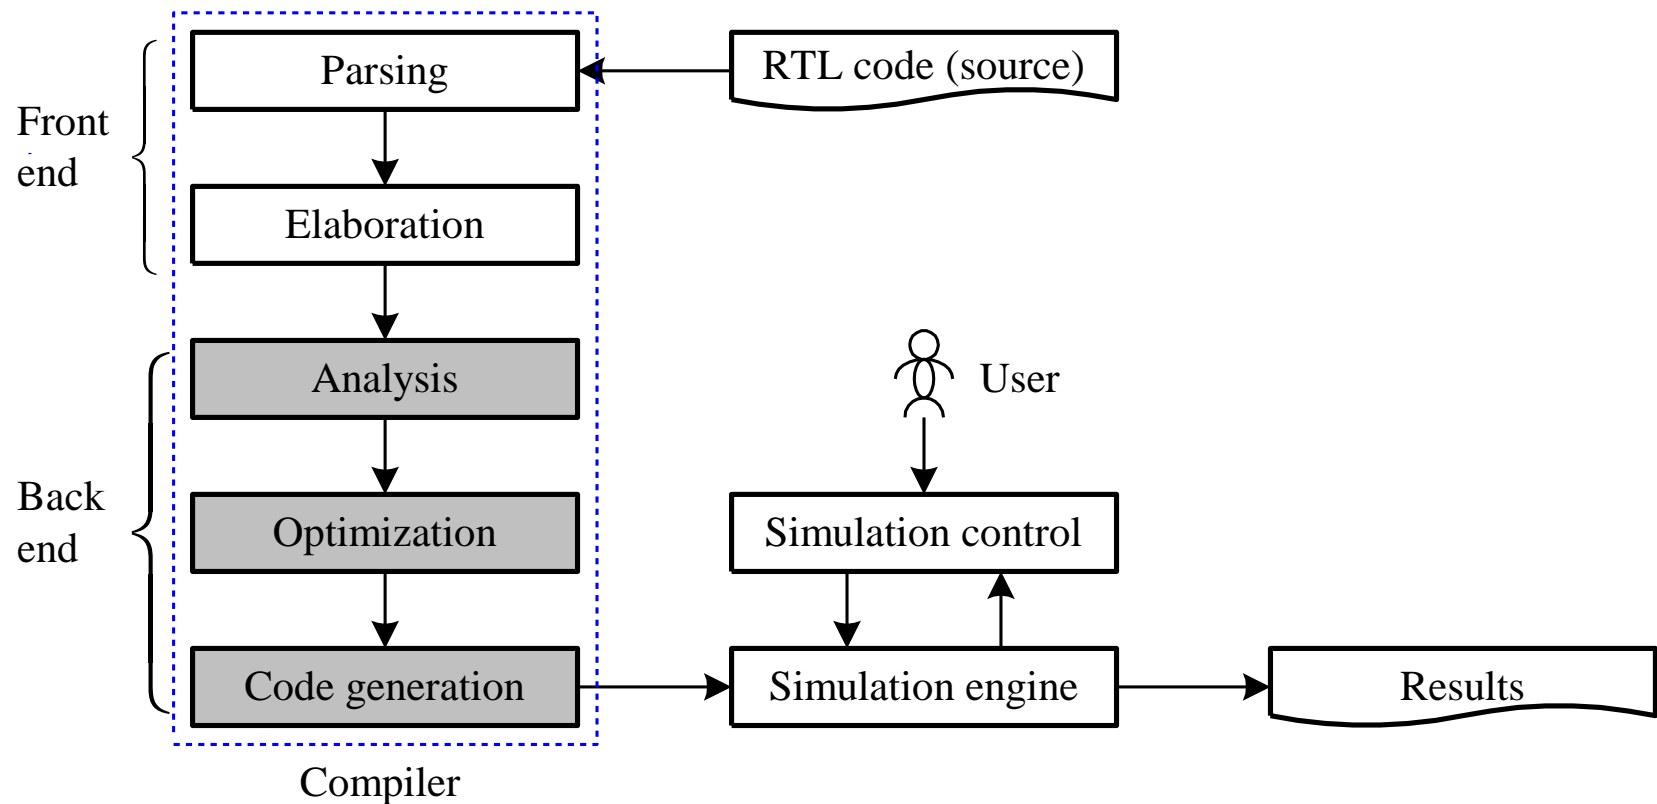 Parsing
RTL code (source)
Front
end
Elaboration
Analysis
User
Back
end
Optimization
Simulation control
Code generation
Simulation engine
Results
Compiler